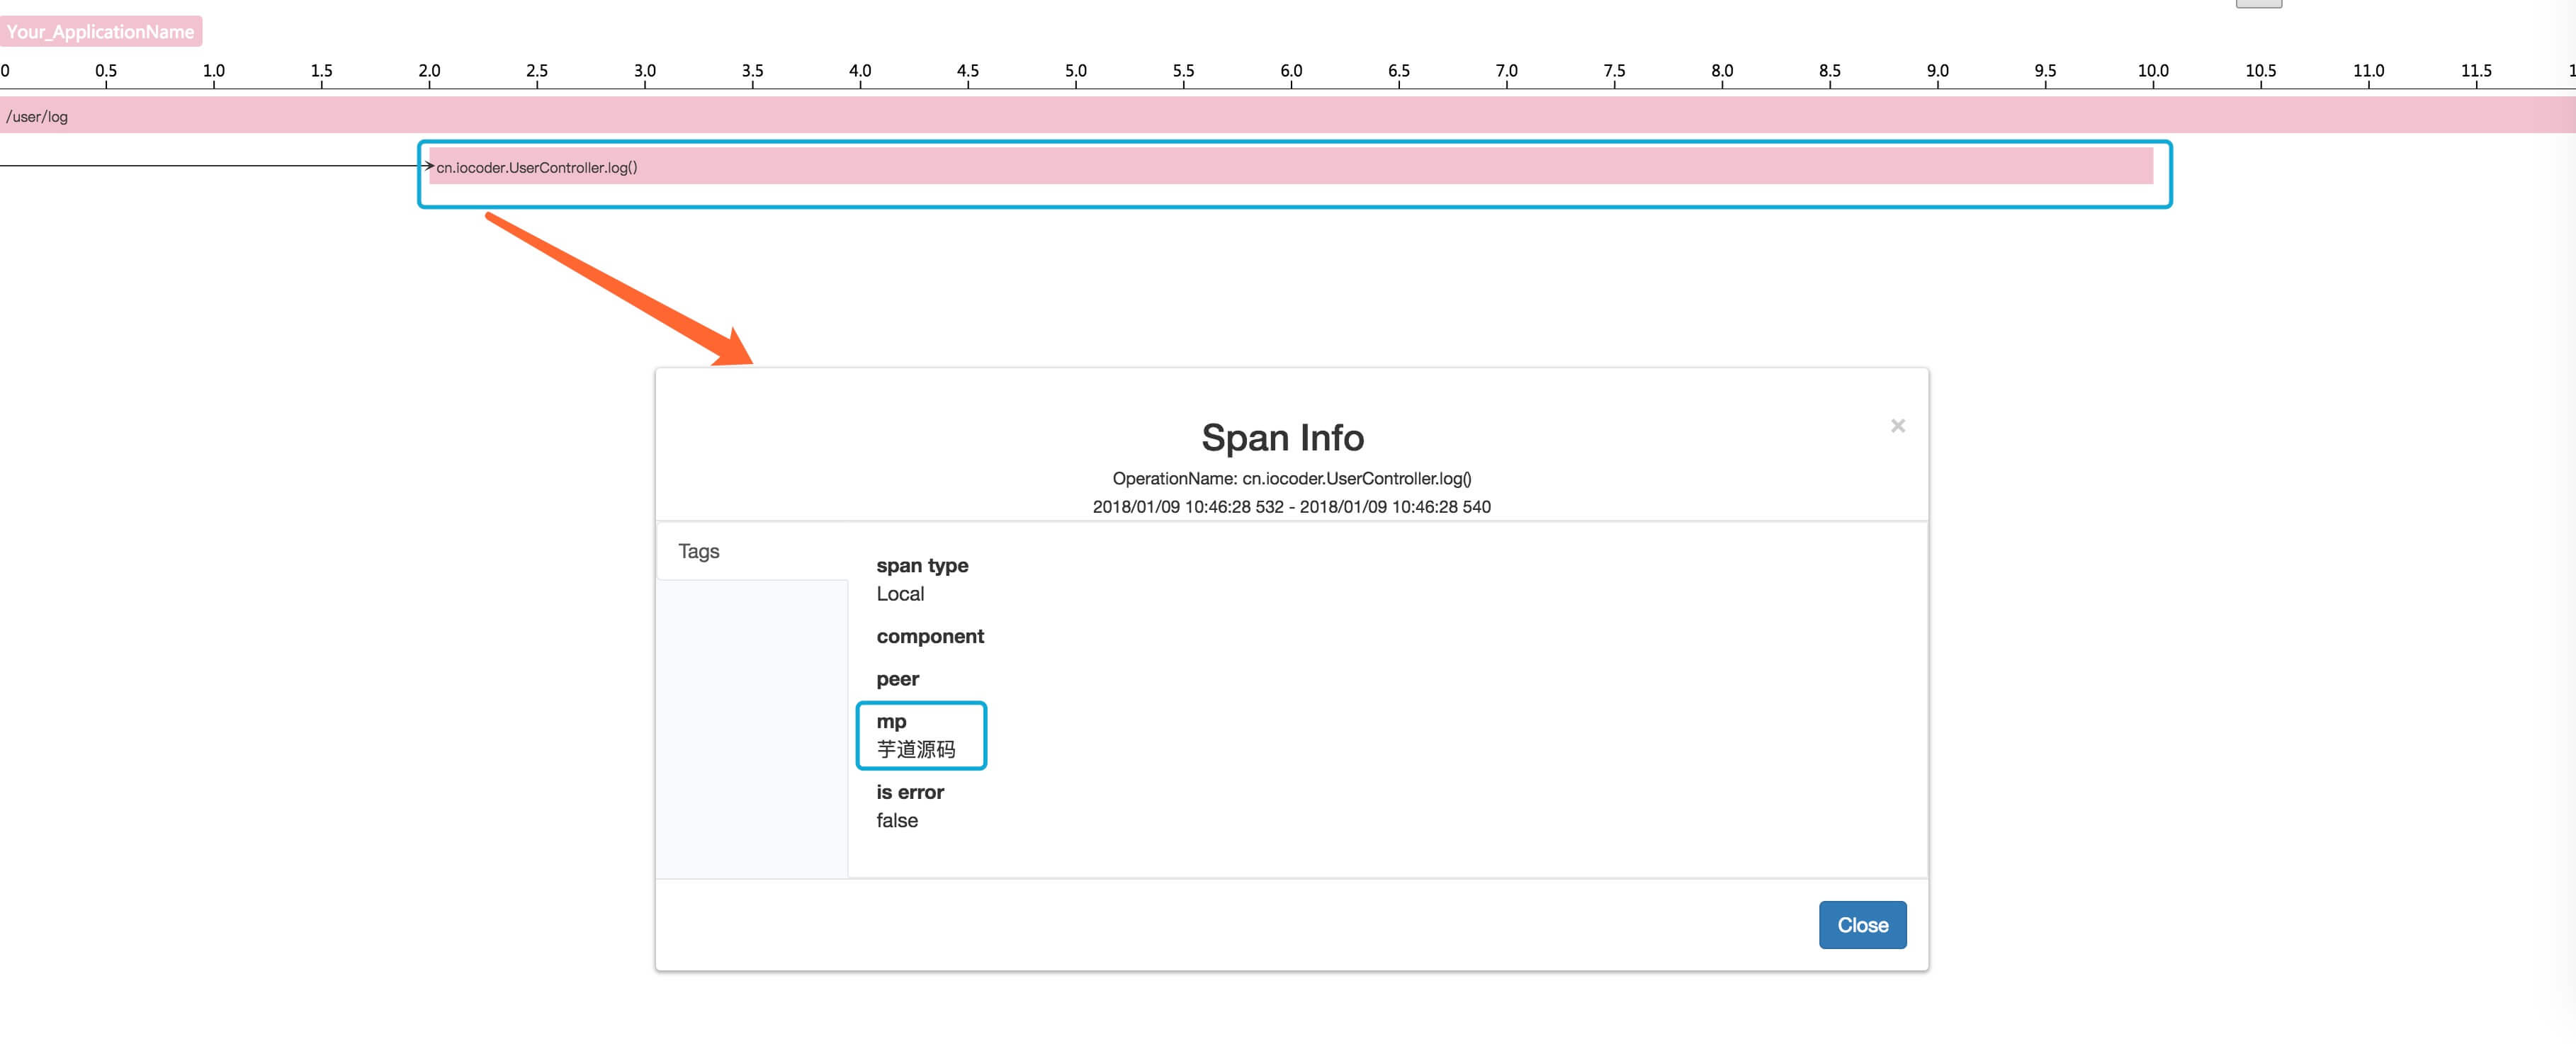 Your_ApplicationName
0 0.5 1.0 1.5 2.0 2.5 3.0 3.5 4.0 4.5 5.0 5.5 6.0 6.5 7.0 7.5 8.0 8.5 9.0 9.5 10.0 10.5 11.0 11.5
/user/log
cn.iocoder.UserController.log()
Span Info
×
OperationName: cn.iocoder.UserController.log()
2018/01/09 10:46:28 532 - 2018/01/09 10:46:28 540
Tags
span type
Local
component
peer
mp
芋道源码
is error
false
Close